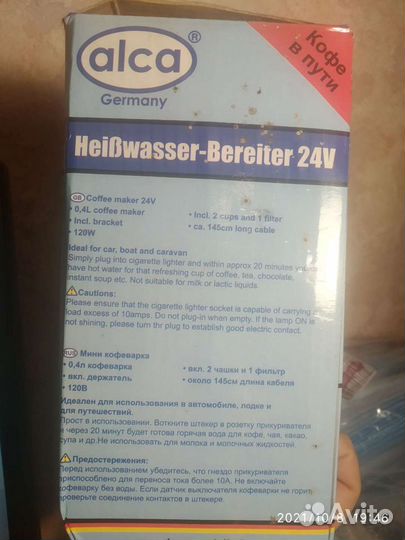 alca®
Germany
Кофе
в пути
Heißwasser-Bereiter 24V
GB Coffee maker 24V
• 0,4L coffee maker
• Incl. bracket
• 120W
• Incl. 2 cups and 1 filter
• ca. 145cm long cable
Ideal for car, boat and caravan
Simply plug into cigarette lighter and within approx 20 minutes you
have hot water for that refreshing cup of coffee, tea, chocolate,
instant soup etc. Not suitable for milk or lactic liquids.
Cautions:
Please ensure that the cigarette lighter socket is capable of carrying a
load excess of 10amps. Do not plug-in when empty. If the lamp ON is
not shining, please turn thr plug to establish good electric contact.
RUS Мини кофеварка
• 0,4л кофеварка
• вкл. держатель
• 120В
• вкл. 2 чашки и 1 фильтр
• около 145см длина кабеля
Идеален для использования в автомобиле, лодке и
для путешествий.
Прост в использовании. Воткните штекер в розетку прикуривателя
и через 20 минут будет готова горячая вода для кофе, чая, какао,
супа и др. Не использовать для молока и молочных жидкостей.
Предостережения:
Перед использованием убедитесь, что гнездо прикуривателя
приспособлено для переноса тока более 10А. Не включайте
кофеварку без воды. Если датчик выключателя кофеварки не горит,
проверьте соединения контактов в штекере.
2021/10/8 19:46
Avito